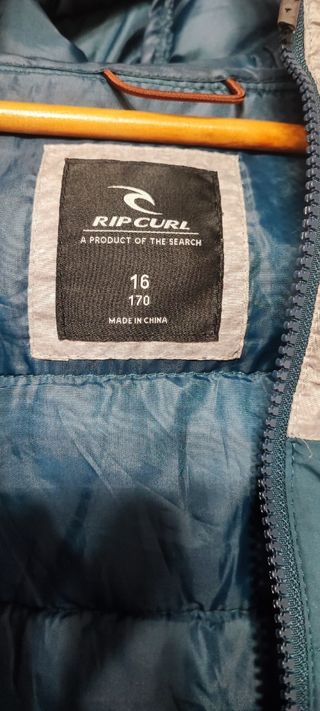 RIP CURL
A PRODUCT OF THE SEARCH
16
170
MADE IN CHINA